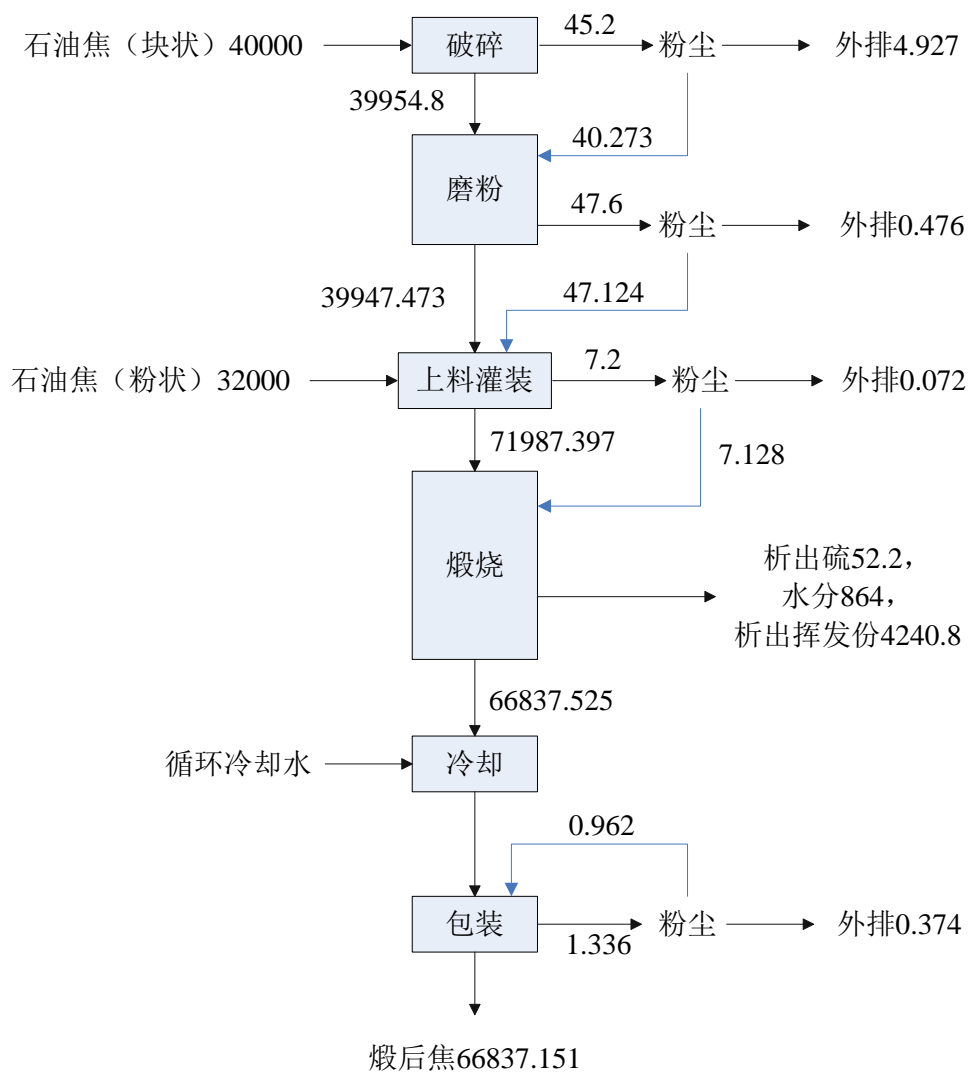 石油焦（块状）40000
破碎
45.2
粉尘
外排4.927
39954.8
40.273
磨粉
47.6
粉尘
外排0.476
39947.473
47.124
石油焦（粉状）32000
上料灌装
7.2
粉尘
外排0.072
71987.397
7.128
煅烧
析出硫52.2，
水分864，
析出挥发份4240.8
66837.525
循环冷却水
冷却
0.962
包装
1.336
粉尘
外排0.374
煅后焦66837.151